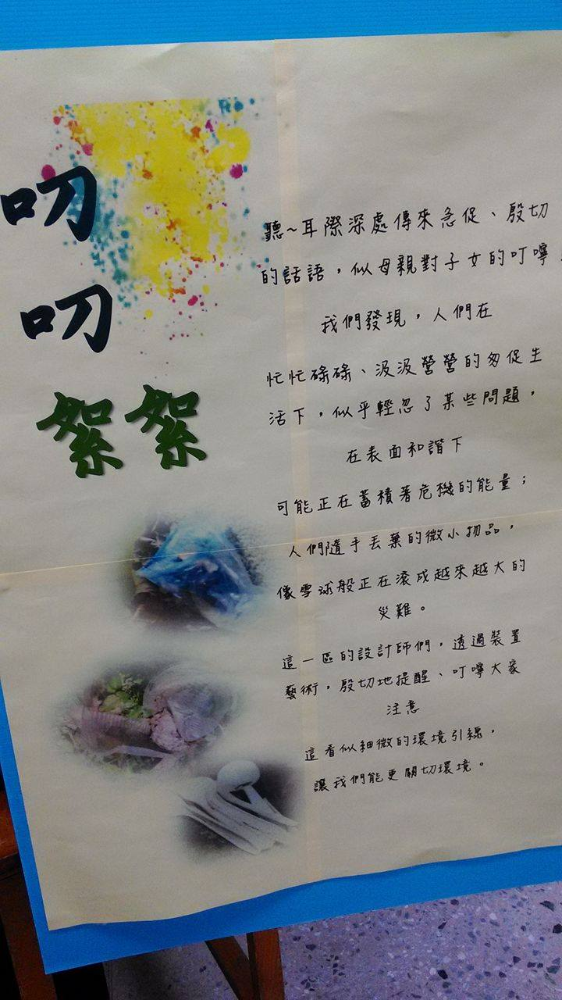 叨
叨
絮絮
聽~耳際深處傳來急促、殷切
的話語，似母親對子女的叮嚀，
我們發現，人們在
忙忙碌碌、汲汲營營的匆促生
活下，似乎輕忽了某些問題，
在表面和諧下
可能正在蓄積著危機的能量；
人們隨手丟棄的微小物品，
像雪球般正在滾成越來越大的
災難。
這一區的設計師們，透過裝置
藝術，殷切地提醒、叮嚀大家
注意
這看似細微的環境引線，
讓我們能更關切環境。